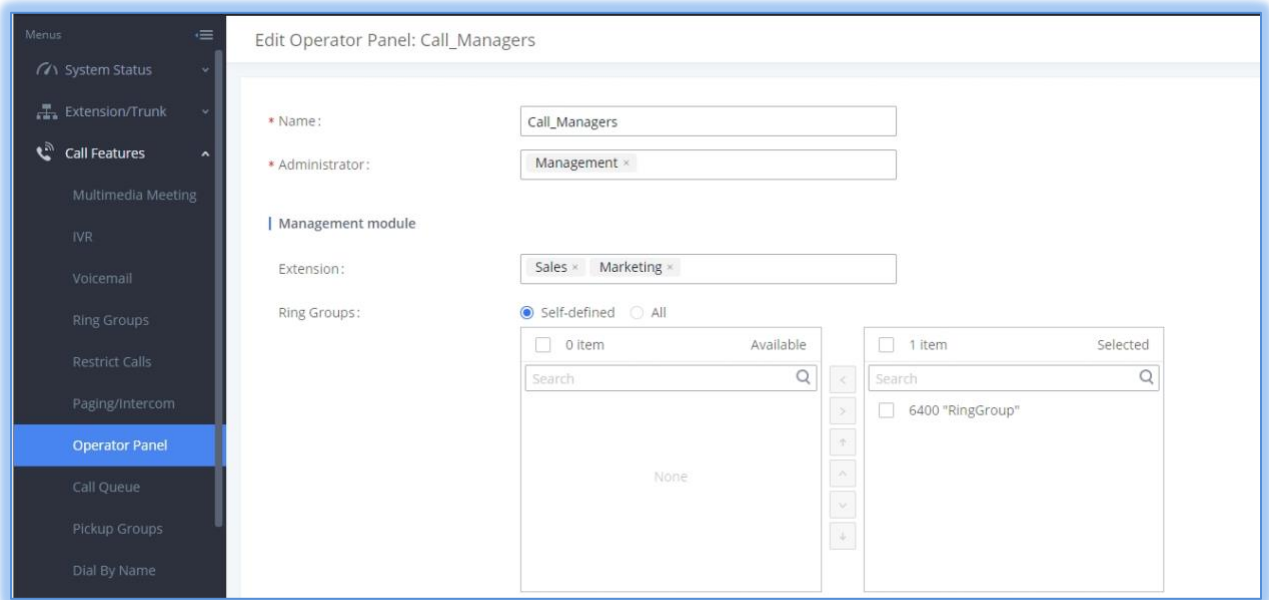 Menus
System Status
Extension/Trunk
Call Features
Multimedia Meeting
IVR
Voicemail
Ring Groups
Restrict Calls
Paging/Intercom
Operator Panel
Call Queue
Pickup Groups
Dial By Name
Edit Operator Panel: Call_Managers
* Name: Call_Managers
* Administrator: Management ×
Management module
Extension: Sales × Marketing ×
Ring Groups: Self-defined All
0 item Available
Search
None
1 item Selected
Search
6400 "RingGroup"